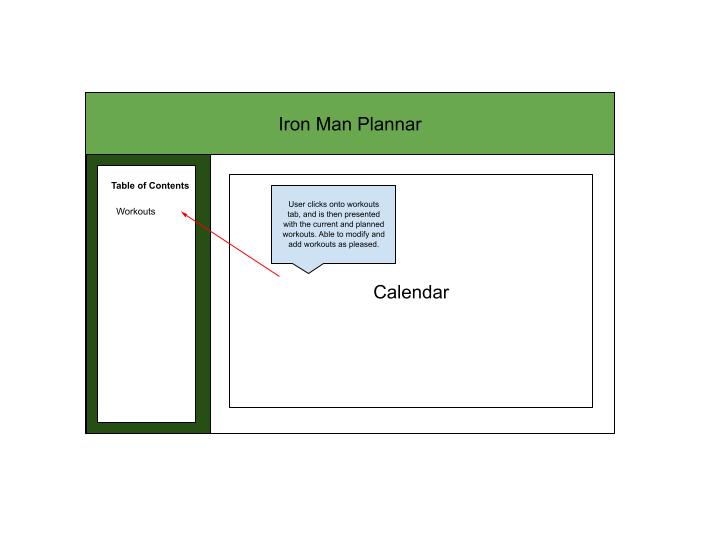 Iron Man Plannar
Table of Contents
Workouts
User clicks onto workouts
tab, and is then presented
with the current and planned
workouts. Able to modify and
add workouts as pleased.
Calendar